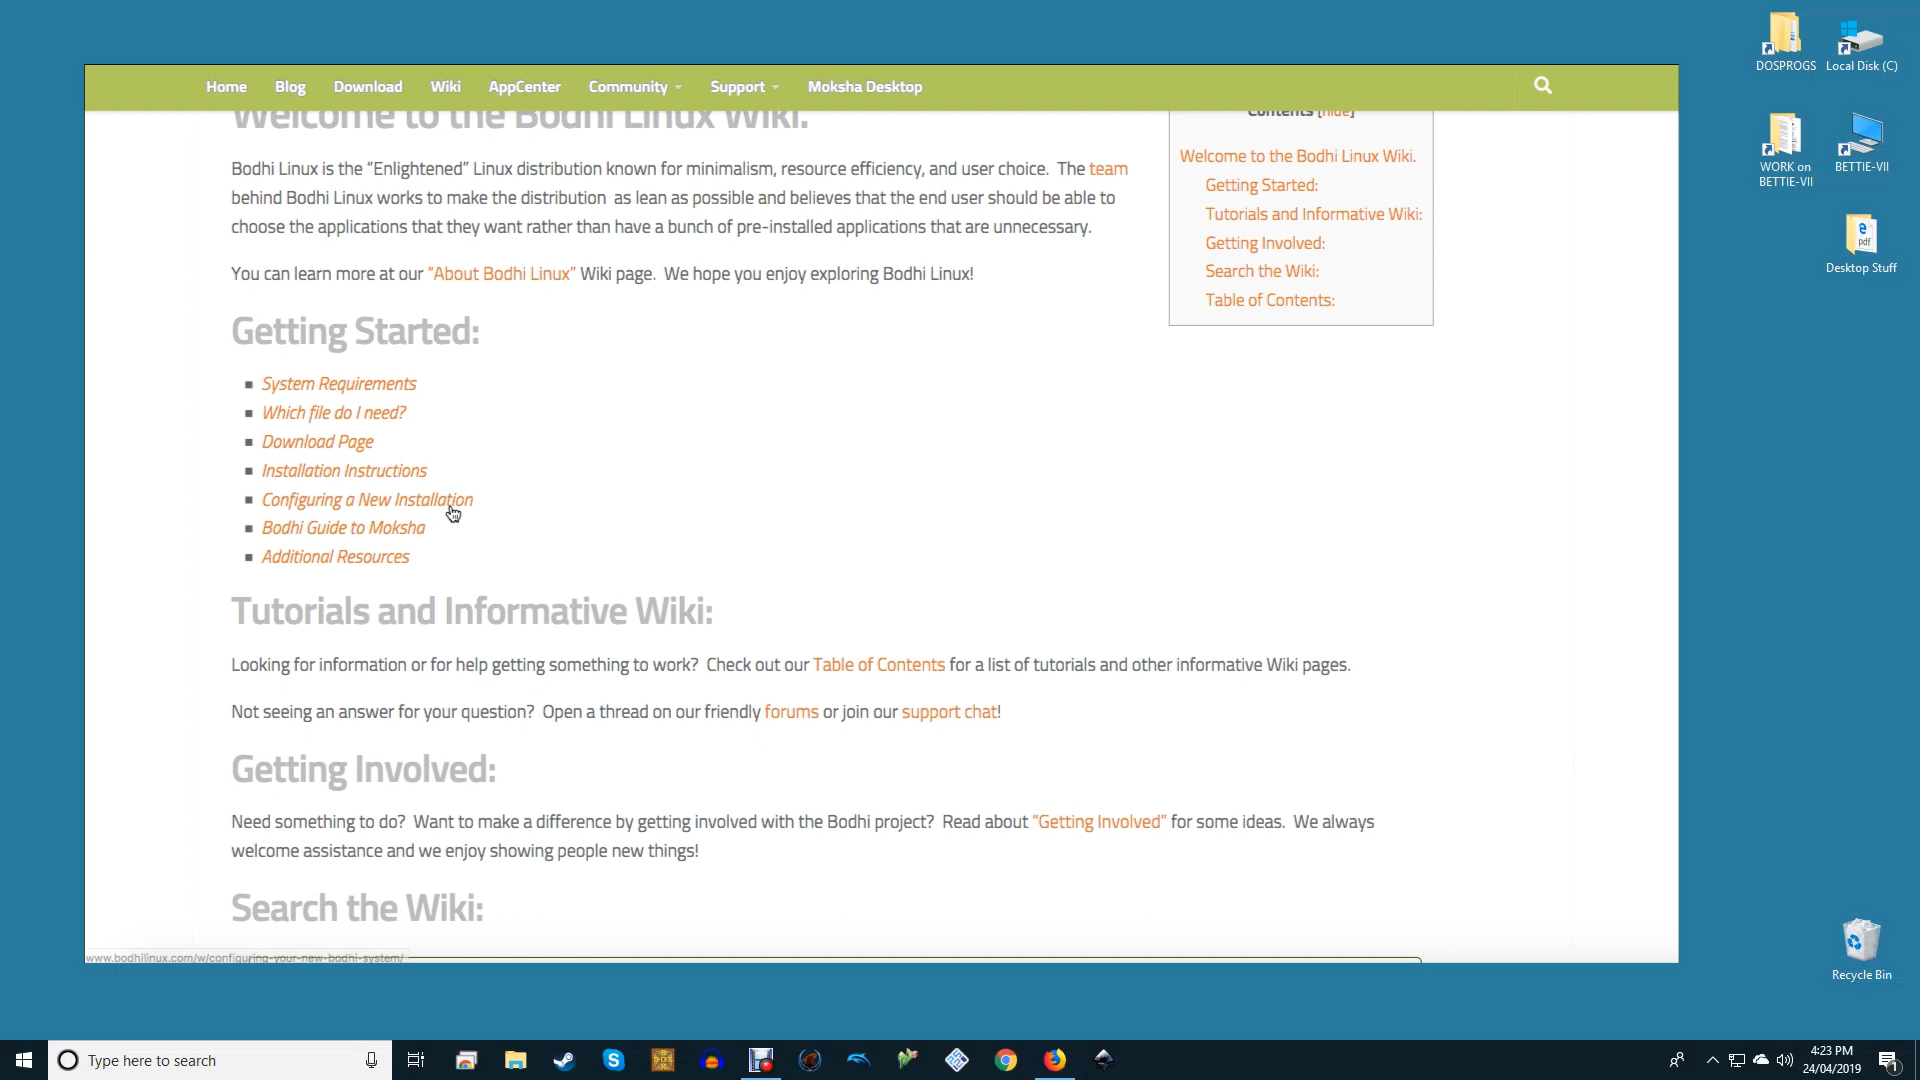 Home Blog Download Wiki AppCenter Community Support Moksha Desktop
Welcome to the Bodhi Linux Wiki.
Bodhi Linux is the “Enlightened” Linux distribution known for minimalism, resource efficiency, and user choice. The team
behind Bodhi Linux works to make the distribution as lean as possible and believes that the end user should be able to
choose the applications that they want rather than have a bunch of pre-installed applications that are unnecessary.
You can learn more at our “About Bodhi Linux” Wiki page. We hope you enjoy exploring Bodhi Linux!
Contents [hide]
Welcome to the Bodhi Linux Wiki.
Getting Started:
Tutorials and Informative Wiki:
Getting Involved:
Search the Wiki:
Table of Contents:
Getting Started:
System Requirements
Which file do I need?
Download Page
Installation Instructions
Configuring a New Installation
Bodhi Guide to Moksha
Additional Resources
Tutorials and Informative Wiki:
Looking for information or for help getting something to work? Check out our Table of Contents for a list of tutorials and other informative Wiki pages.
Not seeing an answer for your question? Open a thread on our friendly forums or join our support chat!
Getting Involved:
Need something to do? Want to make a difference by getting involved with the Bodhi project? Read about “Getting Involved” for some ideas. We always
welcome assistance and we enjoy showing people new things!
Search the Wiki:
www.bodhilinux.com/w/configuring-your-new-bodhi-system/
DOSPROGS
Local Disk (C)
WORK on
BETTIE-VII
BETTIE-VII
pdf
Desktop Stuff
Recycle Bin
Type here to search
DOS
4:23 PM
24/04/2019
1